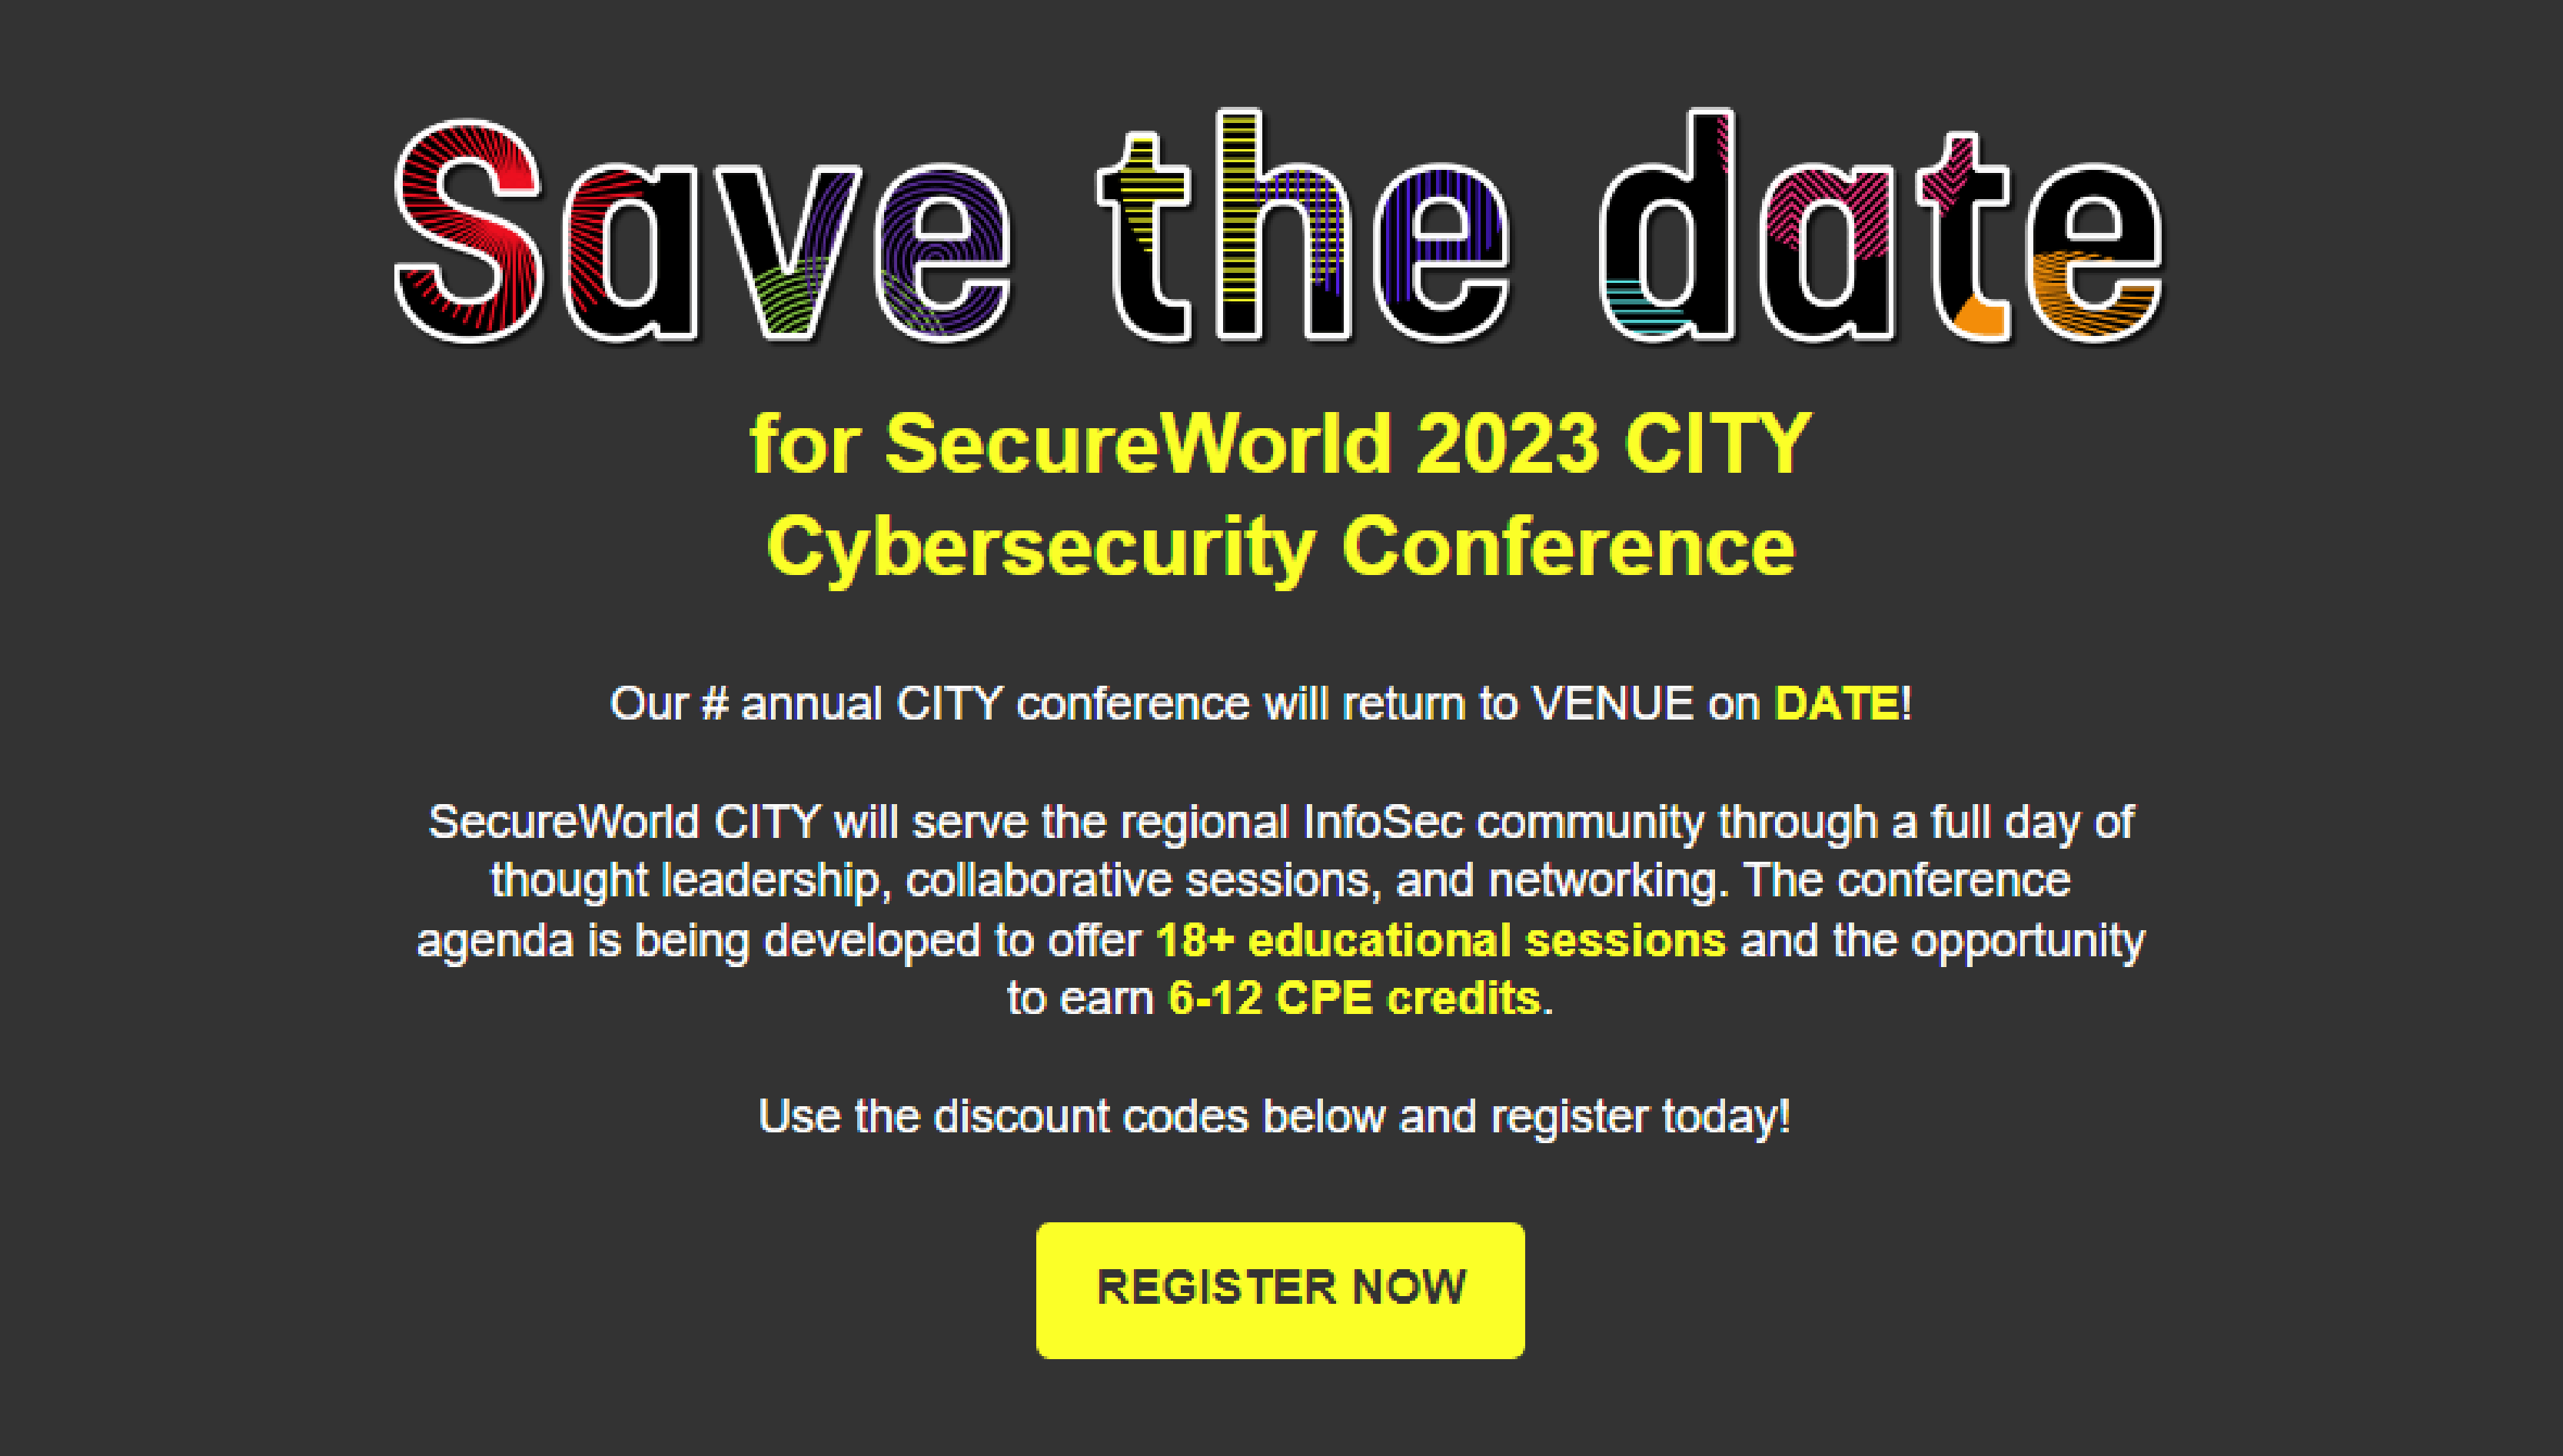 Save the date
for SecureWorld 2023 CITY
Cybersecurity Conference
Our # annual CITY conference will return to VENUE on DATE!
SecureWorld CITY will serve the regional InfoSec community through a full day of
thought leadership, collaborative sessions, and networking. The conference
agenda is being developed to offer 18+ educational sessions and the opportunity
to earn 6-12 CPE credits.
Use the discount codes below and register today!
REGISTER NOW